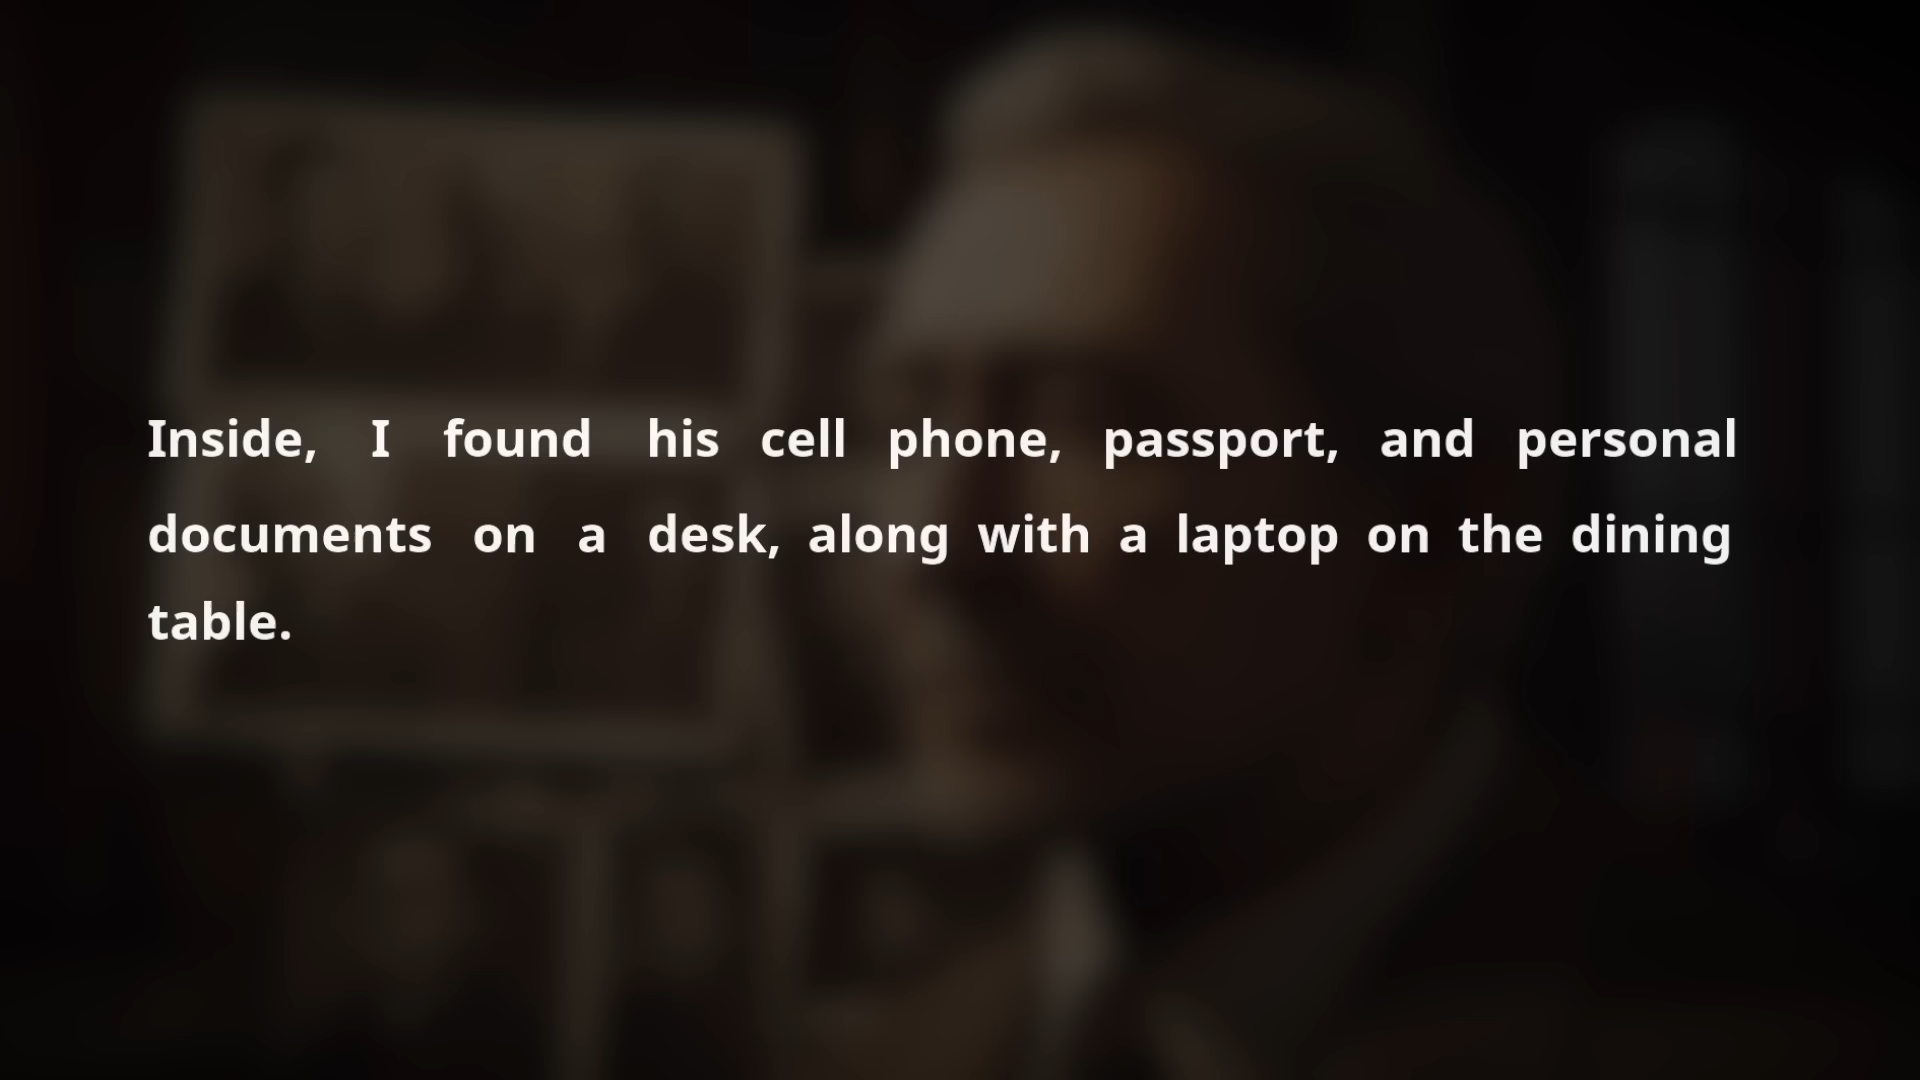 Inside, I found his cell phone, passport, and personal
documents on a desk, along with a laptop on the dining
table.